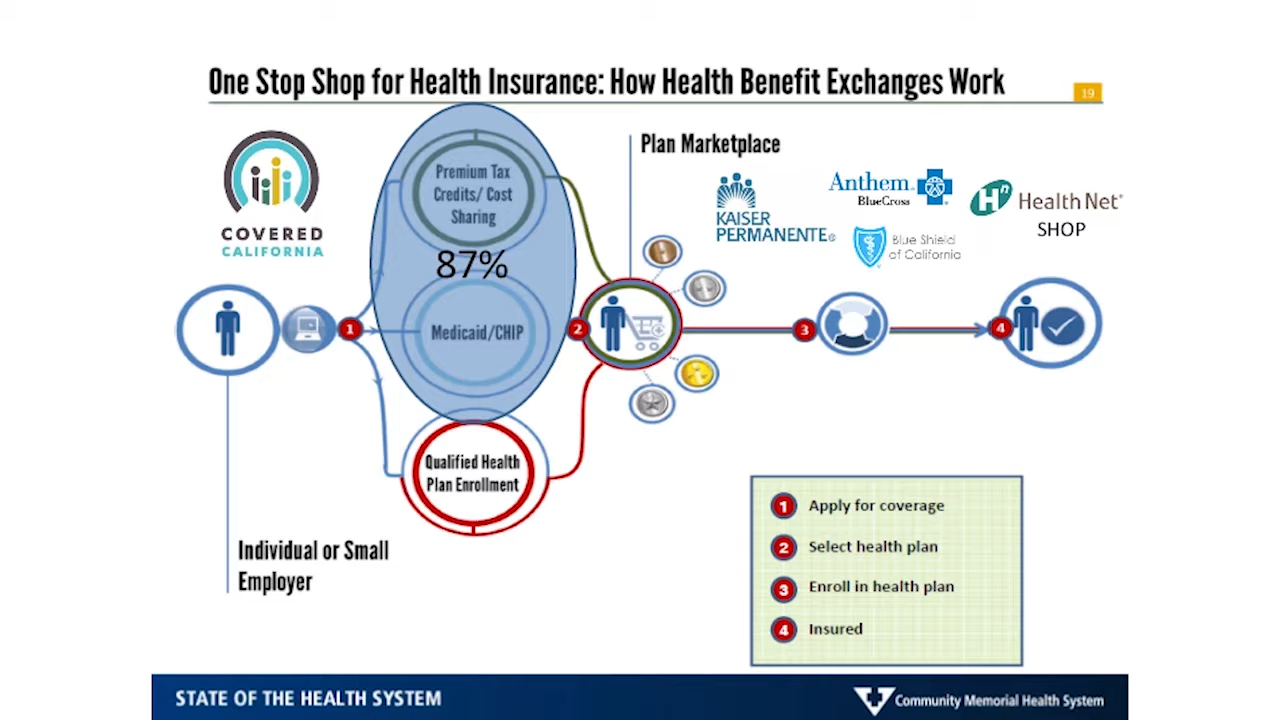 One Stop Shop for Health Insurance: How Health Benefit Exchanges Work
19
COVERED
CALIFORNIA
Premium Tax
Credits/ Cost
Sharing
87%
Medicaid/CHIP
Qualified Health
Plan Enrollment
Plan Marketplace
KAISER
PERMANENTE®
Anthem
BlueCross
Blue Shield
of California
Hn
Health Net®
SHOP
1
2
3
4
Individual or Small
Employer
1 Apply for coverage
2 Select health plan
3 Enroll in health plan
4 Insured
STATE OF THE HEALTH SYSTEM
Community Memorial Health System